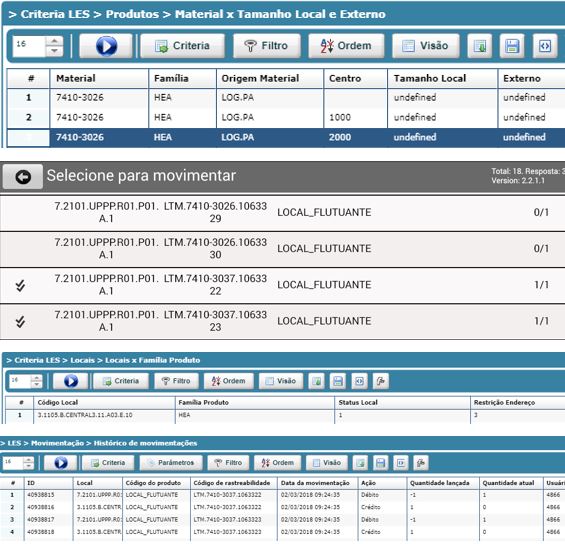 > Criteria LES > Produtos > Material x Tamanho Local e Externo
16 Criteria Filtro Ordem Visão
# Material Família Origem Material Centro Tamanho Local Externo
1 7410-3026 HEA LOG.PA undefined undefined
2 7410-3026 HEA LOG.PA 1000 undefined undefined
7410-3026 HEA LOG.PA 2000 undefined undefined
Selecione para movimentar
Total: 18. Resposta: 3
Version: 2.2.1.1
7.2101.UPPP.R01.P01. LTM.7410-3026.10633 LOCAL_FLUTUANTE 0/1
A.1 29
7.2101.UPPP.R01.P01. LTM.7410-3026.10633 LOCAL_FLUTUANTE 0/1
A.1 30
7.2101.UPPP.R01.P01. LTM.7410-3037.10633 LOCAL_FLUTUANTE 1/1
A.1 22
7.2101.UPPP.R01.P01. LTM.7410-3037.10633 LOCAL_FLUTUANTE 1/1
A.1 23
> Criteria LES > Locais > Locais x Família Produto
16 Criteria Filtro Ordem Visão
# Código Local Família Produto Status Local Restrição Endereço
1 3.1105.B.CENTRAL3.11.A03.E.10 HEA 1 3
> LES > Movimentação > Histórico de movimentações
16 Criteria Parâmetros Filtro Ordem Visão
# ID Local Código do produto Código de rastreabilidade Data da movimentação Ação Quantidade lançada Quantidade atual Usuári
1 40938815 7.2101.UPPP.R01 LOCAL_FLUTUANTE LTM.7410-3037.1063322 02/03/2018 09:24:35 Débito -1 1 4866
2 40938816 3.1105.B.CENTR LOCAL_FLUTUANTE LTM.7410-3037.1063322 02/03/2018 09:24:35 Crédito 1 0 4866
3 40938817 7.2101.UPPP.R01 LOCAL_FLUTUANTE LTM.7410-3037.1063323 02/03/2018 09:24:35 Débito -1 1 4866
4 40938818 3.1105.B.CENTR LOCAL_FLUTUANTE LTM.7410-3037.1063323 02/03/2018 09:24:35 Crédito 1 0 4866